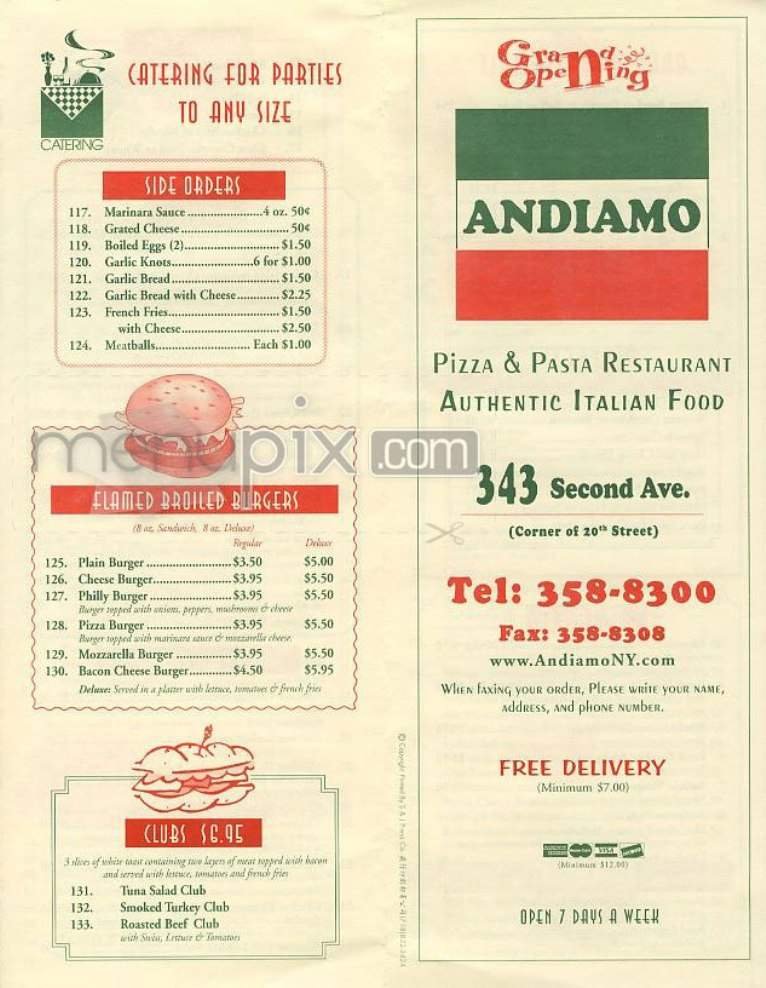 CATERING
CATERING FOR PARTIES
TO ANY SIZE
SIDE ORDERS
117. Marinara Sauce.......................4 oz. 50¢
118. Grated Cheese................................. 50¢
119. Boiled Eggs (2)............................. $1.50
120. Garlic Knots.........................6 for $1.00
121. Garlic Bread................................. $1.50
122. Garlic Bread with Cheese............. $2.25
123. French Fries.................................. $1.50
with Cheese.............................. $2.50
124. Meatballs............................. Each $1.00
menupix.com
FLAMED BROILED BURGERS
(8 oz. Sandwich, 8 oz. Deluxe)
Regular Deluxe
125. Plain Burger ..........................$3.50 $5.00
126. Cheese Burger........................$3.95 $5.50
127. Philly Burger .........................$3.95 $5.50
Burger topped with onions, peppers, mushrooms & cheese
128. Pizza Burger ..........................$3.95 $5.50
Burger topped with marinara sauce & mozzarella cheese.
129. Mozzarella Burger .................$3.95 $5.50
130. Bacon Cheese Burger.............$4.50 $5.95
Deluxe: Served in a platter with lettuce, tomatoes & french fries
CLUBS $6.95
3 slices of white toast containing two layers of meat topped with bacon
and served with lettuce, tomatoes and french fries
131. Tuna Salad Club
132. Smoked Turkey Club
133. Roasted Beef Club
with Swiss, Lettuce & Tomatoes
Grand
Opening
ANDIAMO
PIZZA & PASTA RESTAURANT
AUTHENTIC ITALIAN FOOD
343 Second Ave.
(Corner of 20th Street)
Tel: 358-8300
Fax: 358-8308
www.AndiamoNY.com
When faxing your order, Please write your name,
address, and phone number.
FREE DELIVERY
(Minimum $7.00)
VISA
(Minimum $12.00)
OPEN 7 DAYS A WEEK